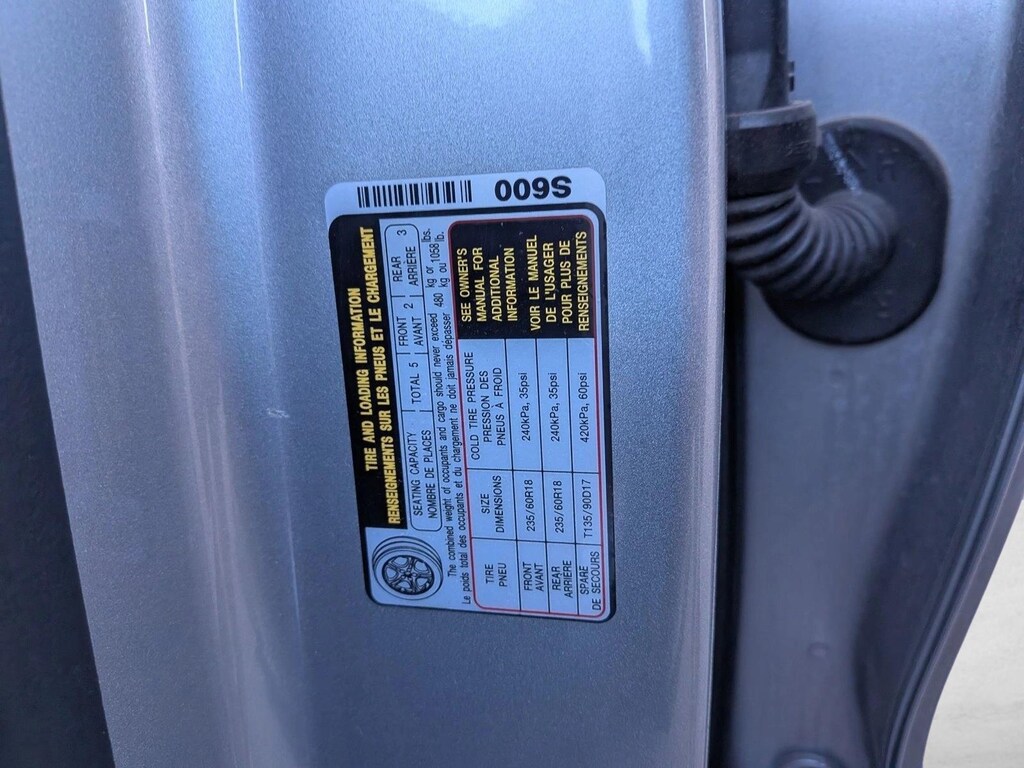 S600
TIRE AND LOADING INFORMATION
RENSEIGNEMENTS SUR LES PNEUS ET LE CHARGEMENT
SEATING CAPACITY TOTAL 5 FRONT 2 REAR 3
NOMBRE DE PLACES AVANT ARRIÈRE
The combined weight of occupants and cargo should never exceed 480 kg or 1058 lbs.
Le poids total des occupants et du chargement ne doit jamais dépasser kg ou lb.
TIRE SIZE COLD TIRE PRESSURE
PNEU DIMENSIONS PRESSION DES
PNEUS À FROID
FRONT 235/60R18 240kPa, 35psi
AVANT
REAR 235/60R18 240kPa, 35psi
ARRIÈRE
SPARE T135/90D17 420kPa, 60psi
DE SECOURS
SEE OWNER'S
MANUAL FOR
ADDITIONAL
INFORMATION
VOIR LE MANUEL
DE L'USAGER
POUR PLUS DE
RENSEIGNEMENTS